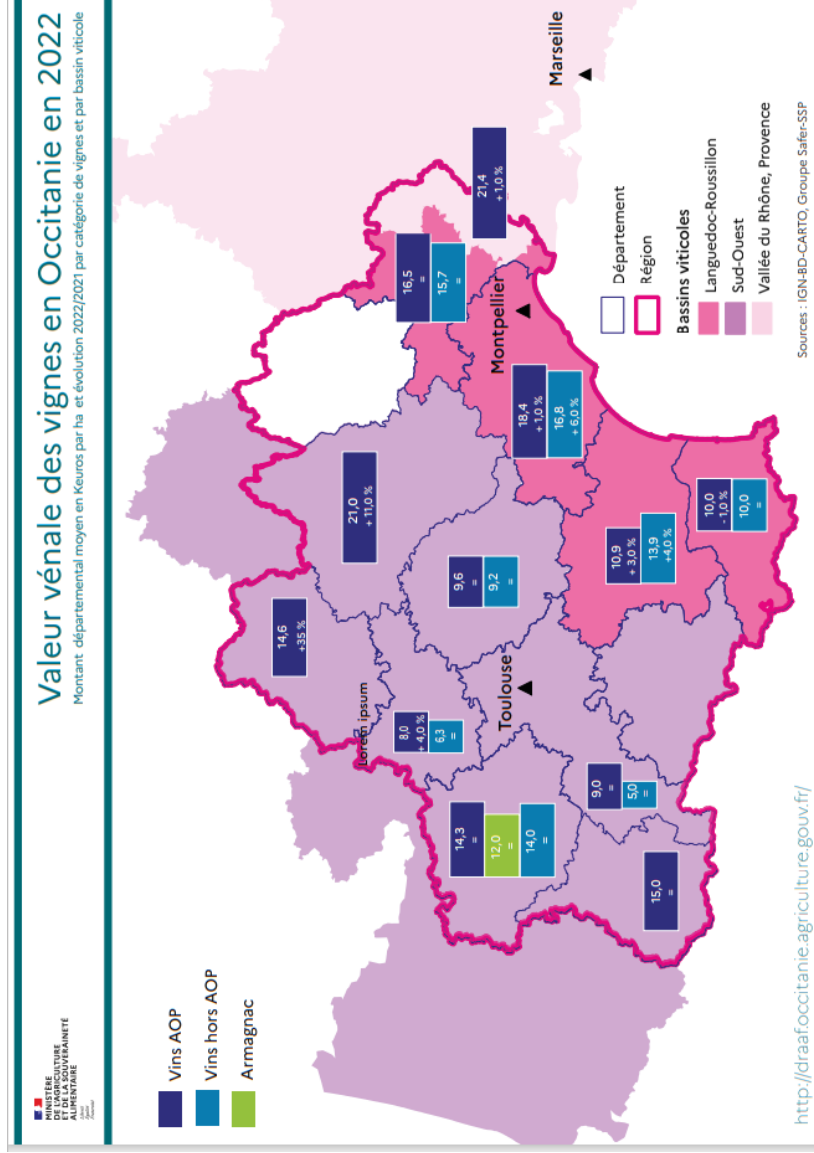 MINISTÈRE
DE L'AGRICULTURE
ET DE LA SOUVERAINETÉ
ALIMENTAIRE
Liberté
Égalité
Fraternité
Valeur vénale des vignes en Occitanie en 2022
Montant départemental moyen en Keuros par ha et évolution 2022/2021 par catégorie de vignes et par bassin viticole
Vins AOP
Vins hors AOP
Armagnac
14,6
+35 %
21,0
+ 11,0 %
16,5
=
15,7
=
21,4
+ 1,0 %
Lorem ipsum
8,0
+ 4,0 %
6,3
=
9,6
=
9,2
=
14,3
=
12,0
=
14,0
=
Toulouse
Montpellier
Marseille
18,4
+ 1,0 %
16,8
+ 6,0 %
15,0
=
9,0
=
5,0
=
10,9
+ 3,0 %
13,9
+4,0 %
10,0
- 1,0 %
10,0
=
Département
Région
Bassins viticoles
Languedoc-Roussillon
Sud-Ouest
Vallée du Rhône, Provence
http://draaf.occitanie.agriculture.gouv.fr/
Sources : IGN-BD-CARTO, Groupe Safer-SSP